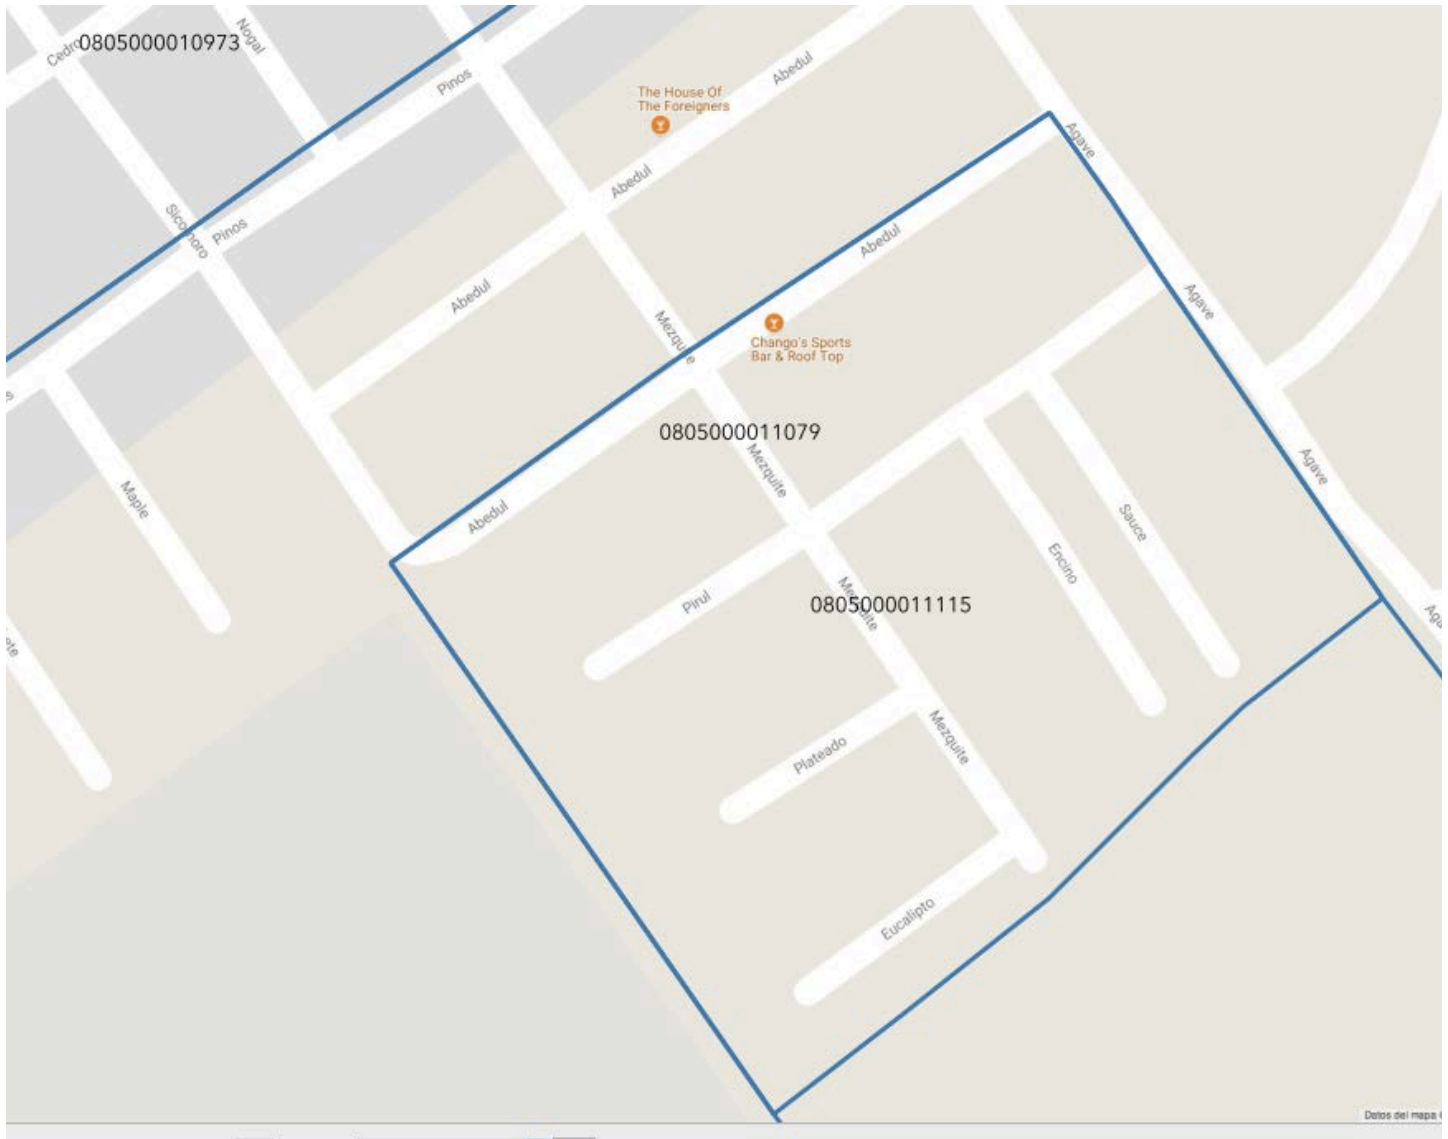 Cedro
0805000010973
Nogal
Pinos
Abedul
The House Of
The Foreigners
Agave
Abedul
Sicomoro
Pinos
Abedul
Abedul
Agave
Mezquite
Chango's Sports
Bar & Roof Top
0805000011079
Mezquite
Agave
Maple
Abedul
Sauce
Encino
Pirul
Mezquite
0805000011115
Plateado
Mezquite
Eucalipto
Datos del mapa